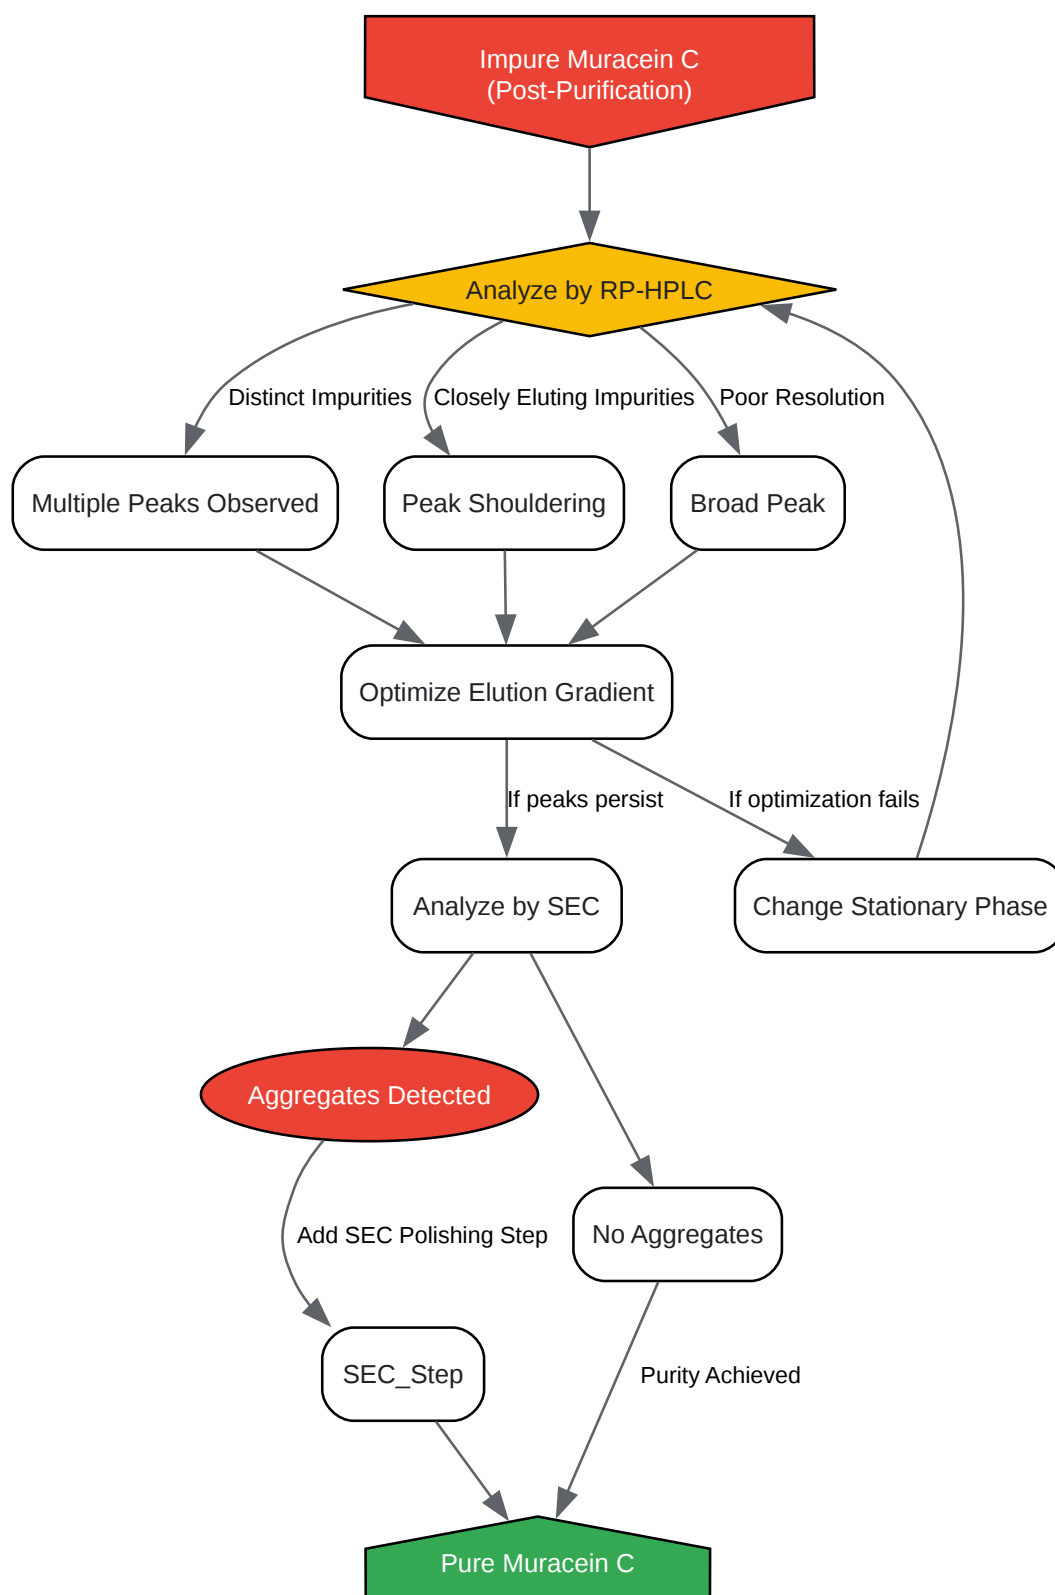 Impure Muracein C
(Post-Purification)
Analyze by RP-HPLC
Distinct Impurities
Closely Eluting Impurities
Poor Resolution
Multiple Peaks Observed
Peak Shouldering
Broad Peak
Optimize Elution Gradient
If peaks persist
If optimization fails
Analyze by SEC
Change Stationary Phase
Aggregates Detected
Add SEC Polishing Step
No Aggregates
SEC_Step
Purity Achieved
Pure Muracein C